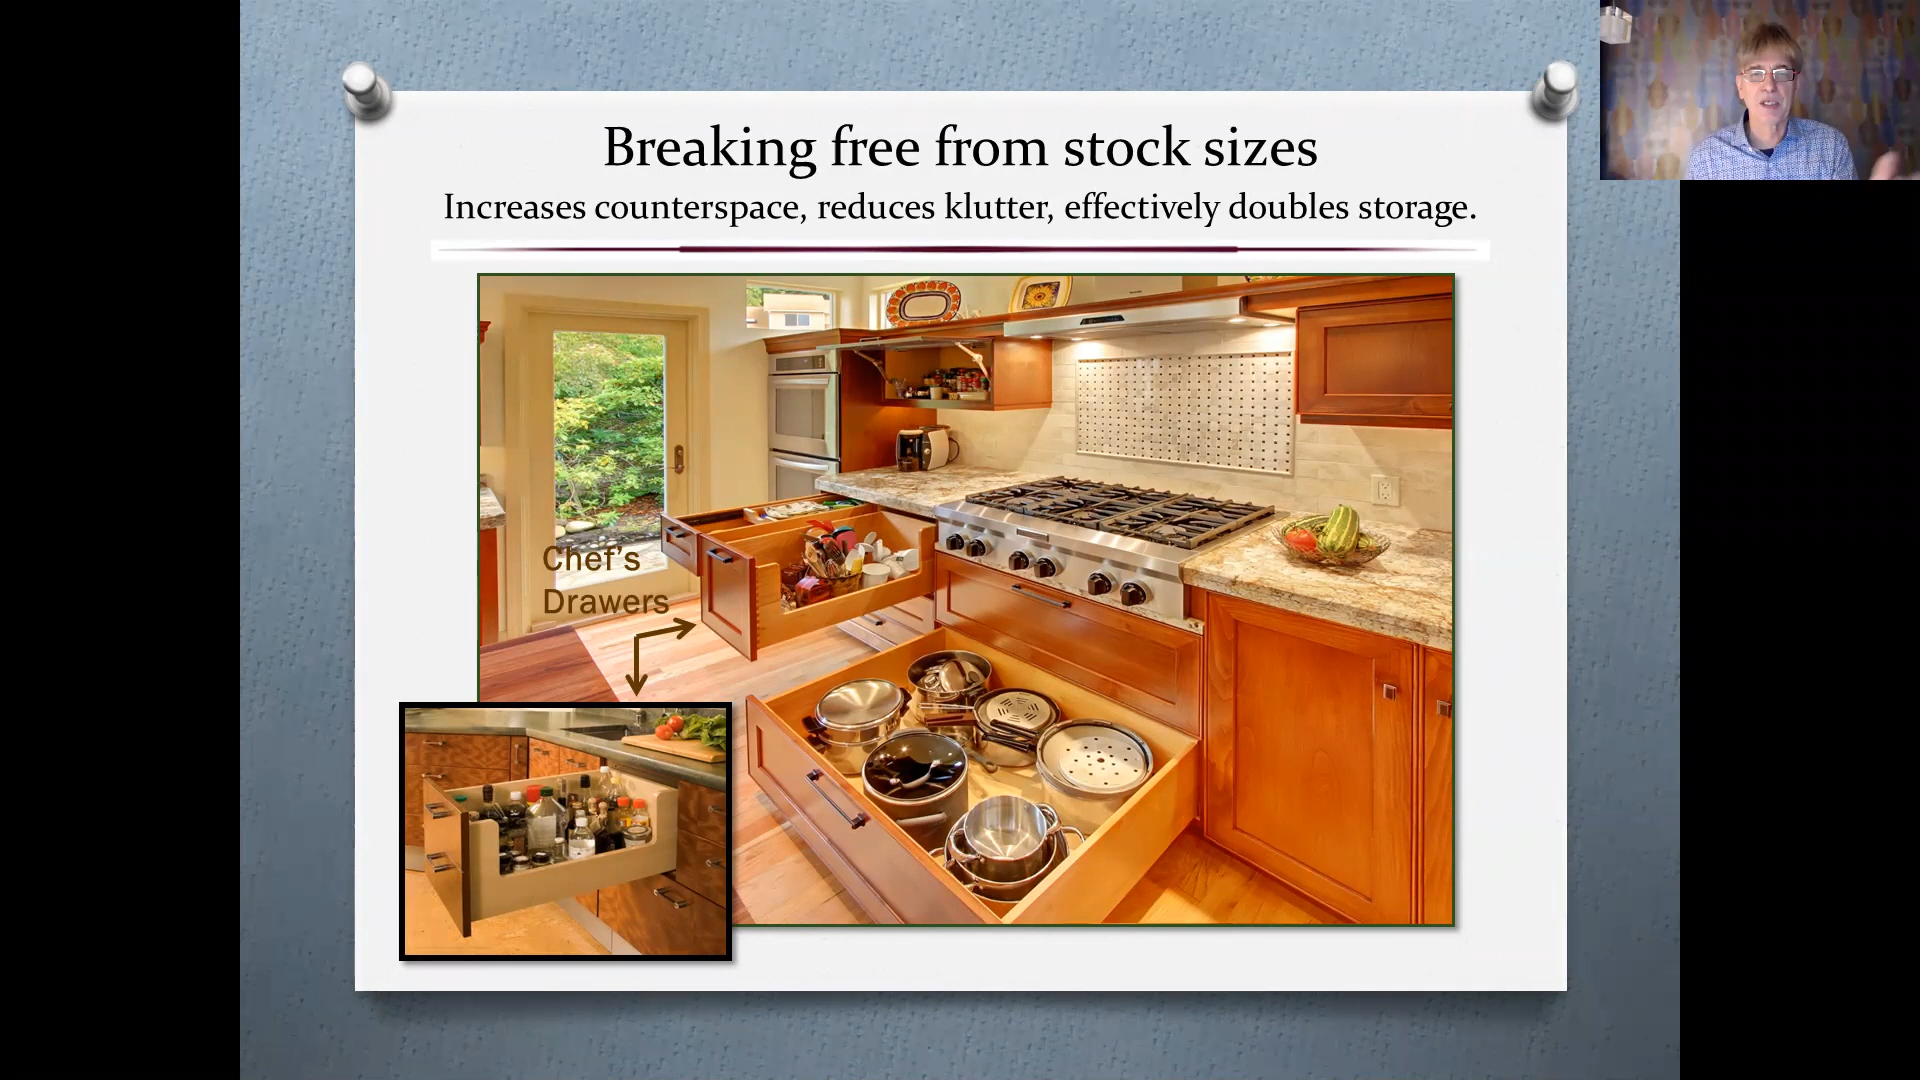 Breaking free from stock sizes
Increases counterspace, reduces klutter, effectively doubles storage.
Chef's
Drawers